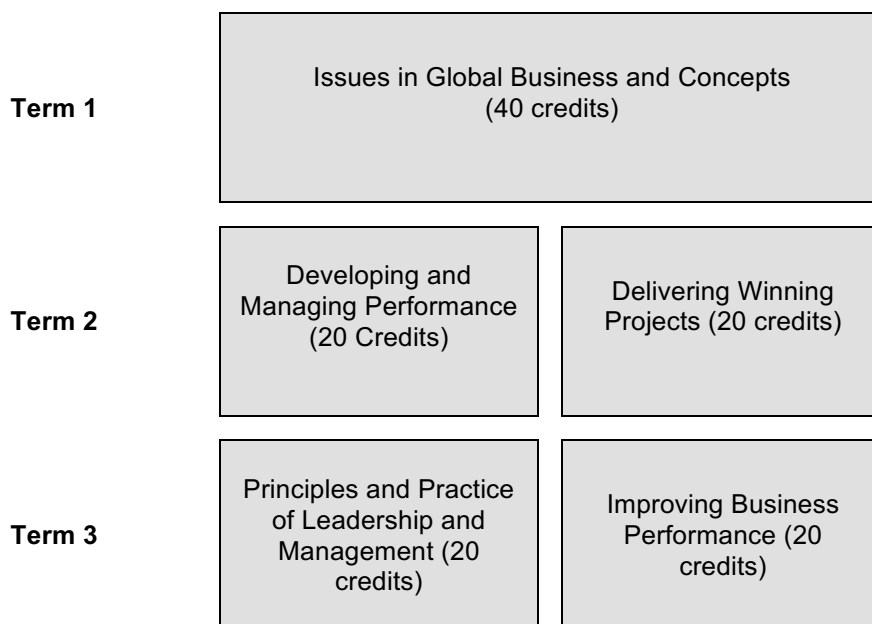 Term 1
Issues in Global Business and Concepts
(40 credits)
Term 2
Developing and
Managing Performance
(20 Credits)
Delivering Winning
Projects (20 credits)
Term 3
Principles and Practice
of Leadership and
Management (20
credits)
Improving Business
Performance (20
credits)